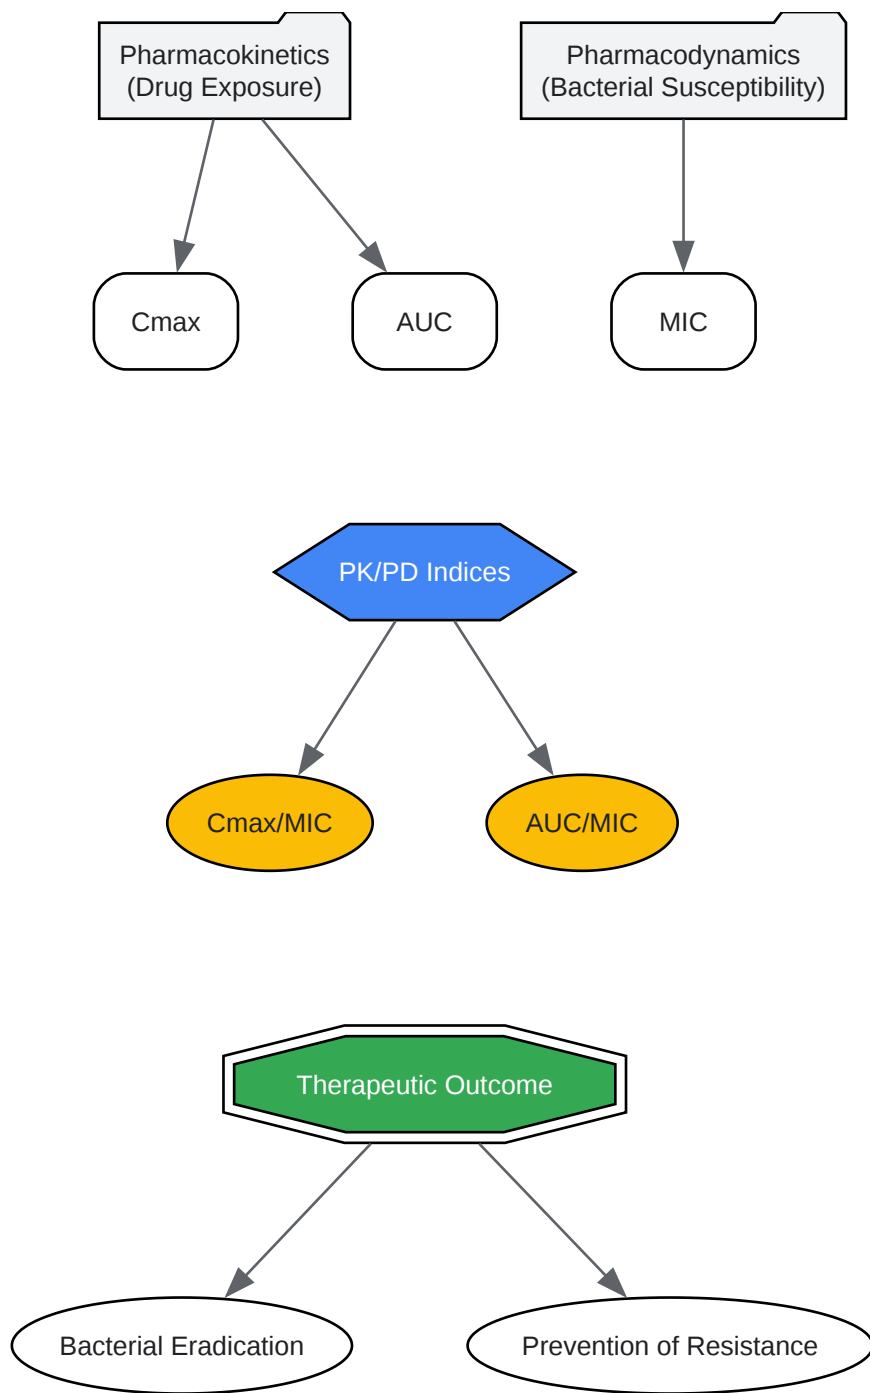 Pharmacokinetics
(Drug Exposure)
Pharmacodynamics
(Bacterial Susceptibility)
Cmax
AUC
MIC
PK/PD Indices
Cmax/MIC
AUC/MIC
Therapeutic Outcome
Bacterial Eradication
Prevention of Resistance